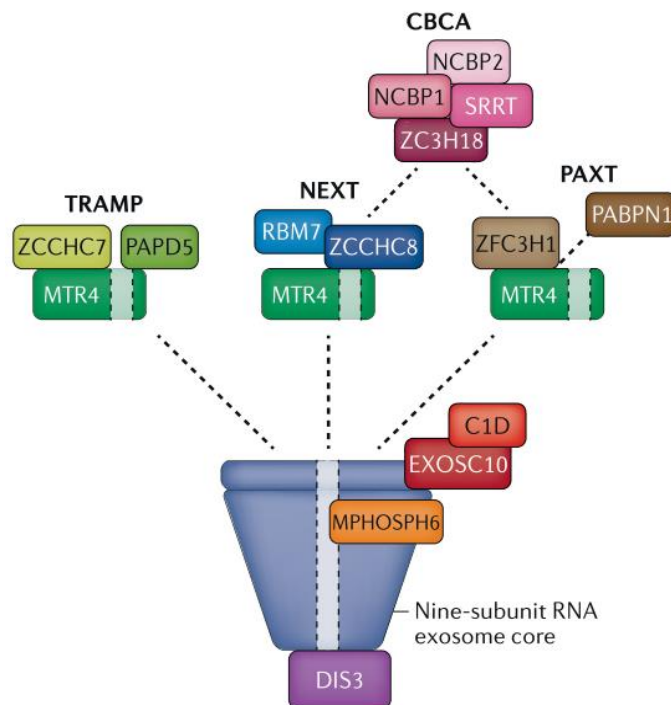 CBCA
NCBP2
NCBP1
SRRT
ZC3H18
TRAMP
NEXT
PAXT
ZCCHC7
PAPD5
MTR4
RBM7
ZCCHC8
MTR4
ZFC3H1
PABPN1
MTR4
C1D
EXOSC10
MPHOSPH6
Nine-subunit RNA
exosome core
DIS3